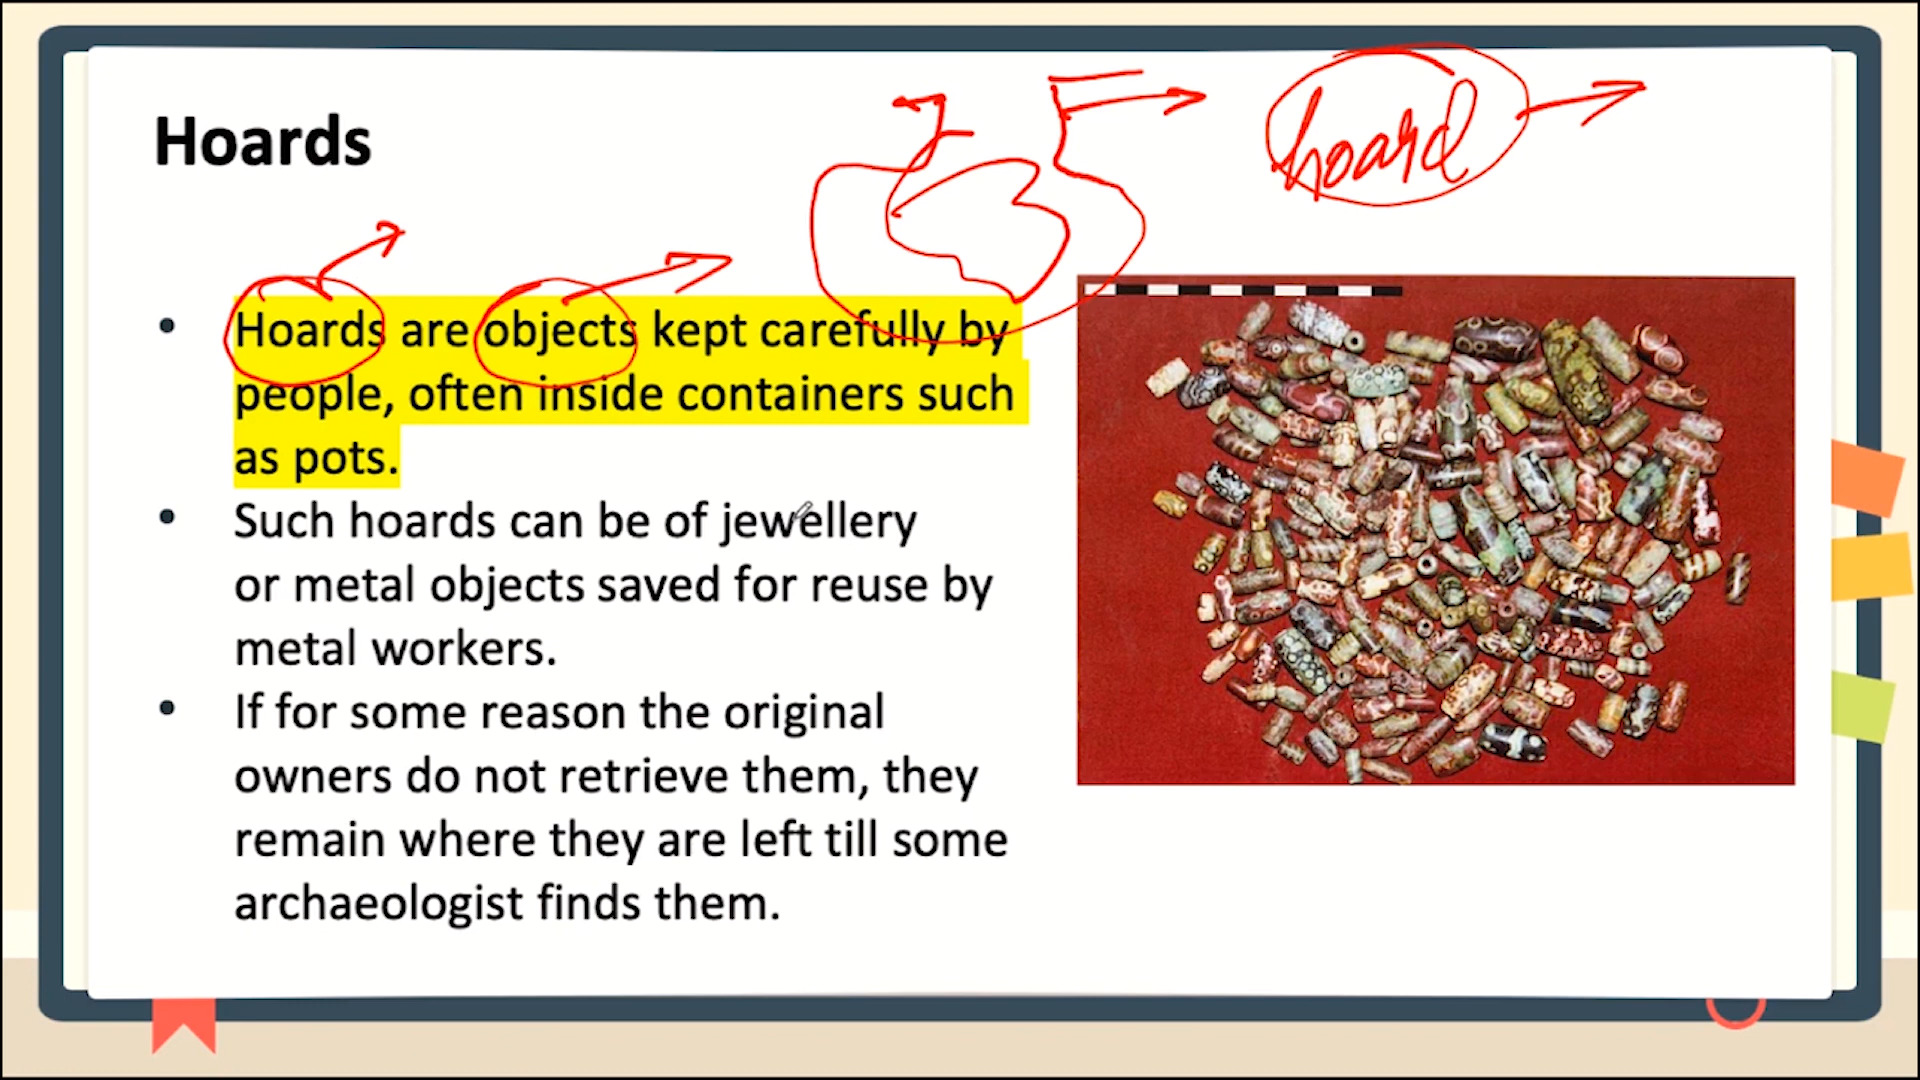 Hoards
hoard
• Hoards are objects kept carefully by
people, often inside containers such
as pots.
• Such hoards can be of jewellery
or metal objects saved for reuse by
metal workers.
• If for some reason the original
owners do not retrieve them, they
remain where they are left till some
archaeologist finds them.